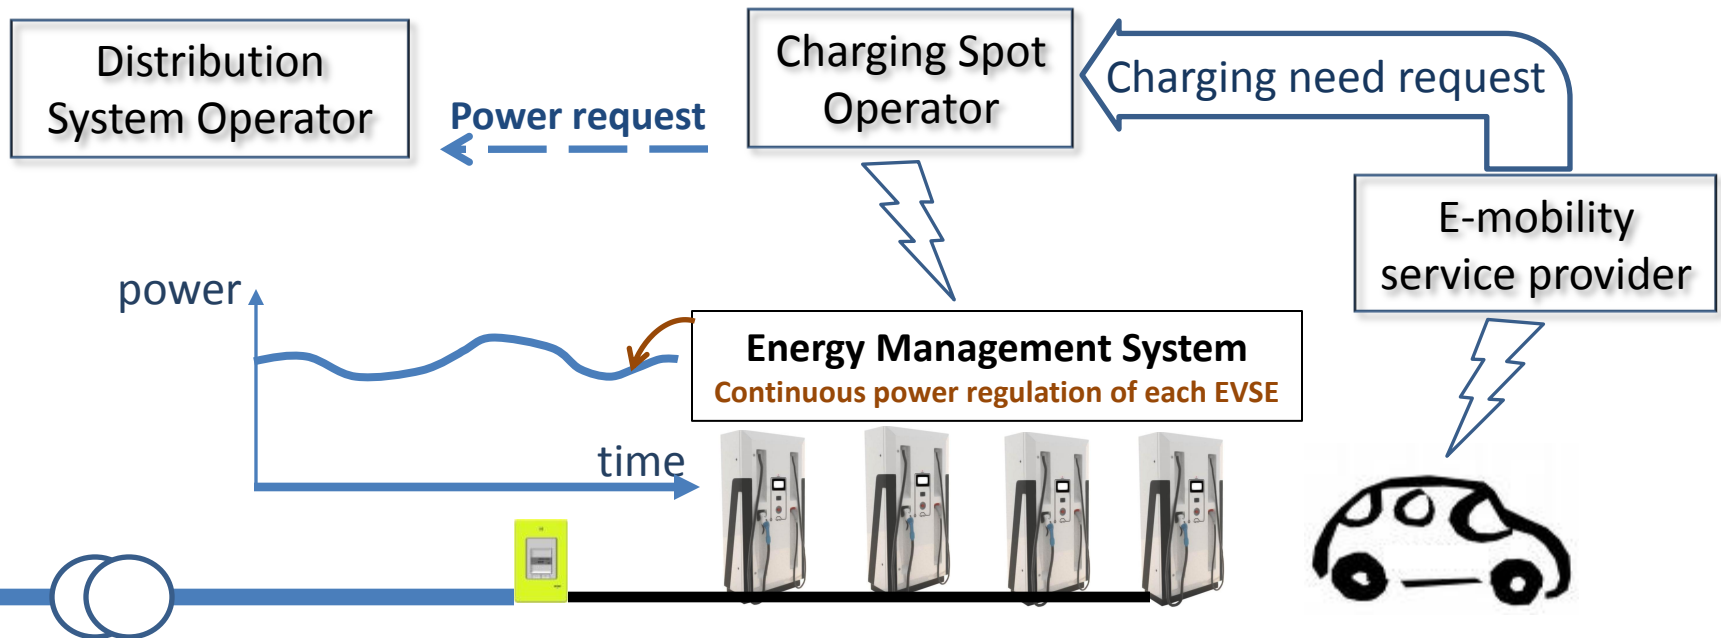 Distribution
System Operator
Power request
Charging Spot
Operator
Charging need request
E-mobility
service provider
power
time
Energy Management System
Continuous power regulation of each EVSE